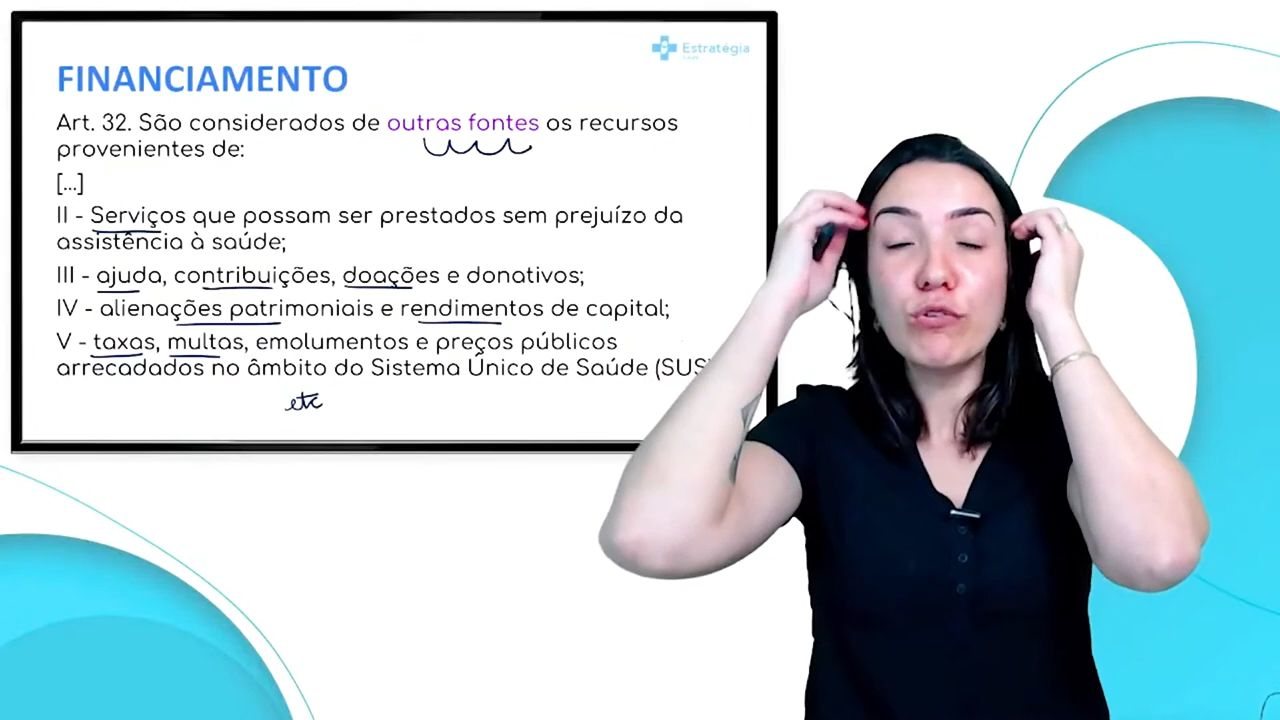 Estratégia
FINANCIAMENTO
Art. 32. São considerados de outras fontes os recursos
provenientes de:
[...]
II - Serviços que possam ser prestados sem prejuízo da
assistência à saúde;
III - ajuda, contribuições, doações e donativos;
IV - alienações patrimoniais e rendimentos de capital;
V - taxas, multas, emolumentos e preços públicos
arrecadados no âmbito do Sistema Único de Saúde (SUS)
etc